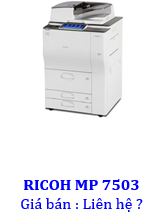 RICOH MP 7503
Giá bán : Liên hệ ?